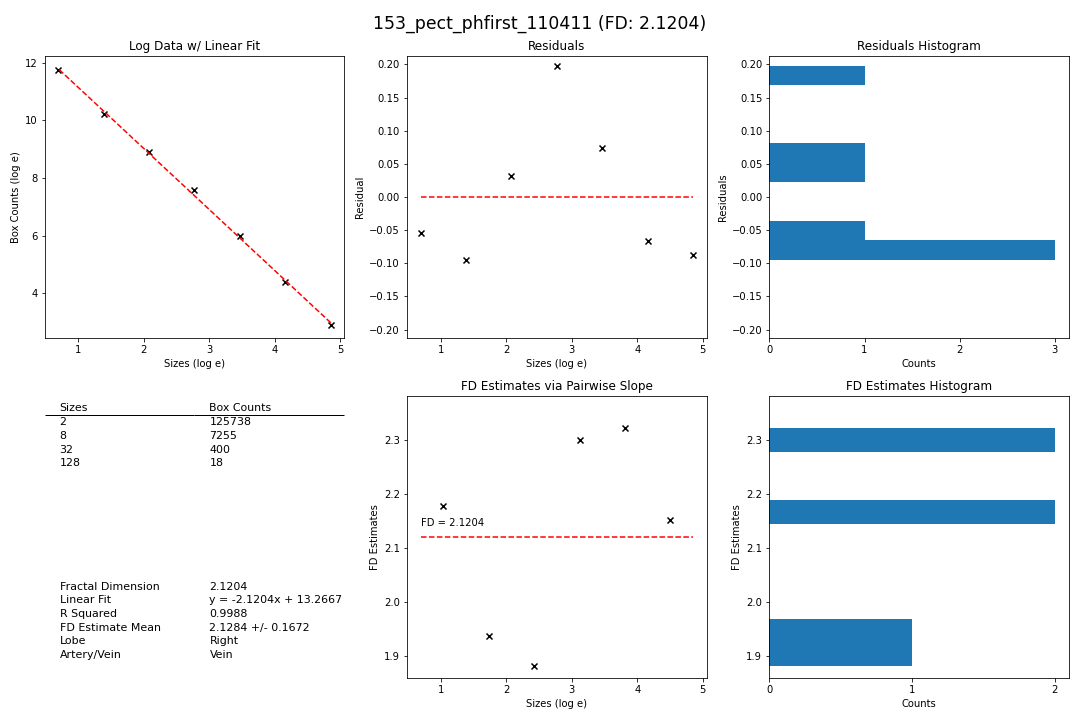 153_pect_phfirst_110411 (FD: 2.1204)
Log Data w/ Linear Fit
12
10
8
6
4
Box Counts (log e)
1 2 3 4 5
Sizes (log e)
Residuals
0.20
0.15
0.10
0.05
0.00
−0.05
−0.10
−0.15
−0.20
Residual
1 2 3 4 5
Sizes (log e)
Residuals Histogram
0.20
0.15
0.10
0.05
0.00
−0.05
−0.10
−0.15
−0.20
Residuals
0 1 2 3
Counts
Sizes Box Counts
2 125738
8 7255
32 400
128 18
Fractal Dimension 2.1204
Linear Fit y = -2.1204x + 13.2667
R Squared 0.9988
FD Estimate Mean 2.1284 +/- 0.1672
Lobe Right
Artery/Vein Vein
FD Estimates via Pairwise Slope
2.3
2.2
2.1
2.0
1.9
FD Estimates
FD = 2.1204
1 2 3 4 5
Sizes (log e)
FD Estimates Histogram
2.3
2.2
2.1
2.0
1.9
FD Estimates
0 1 2
Counts